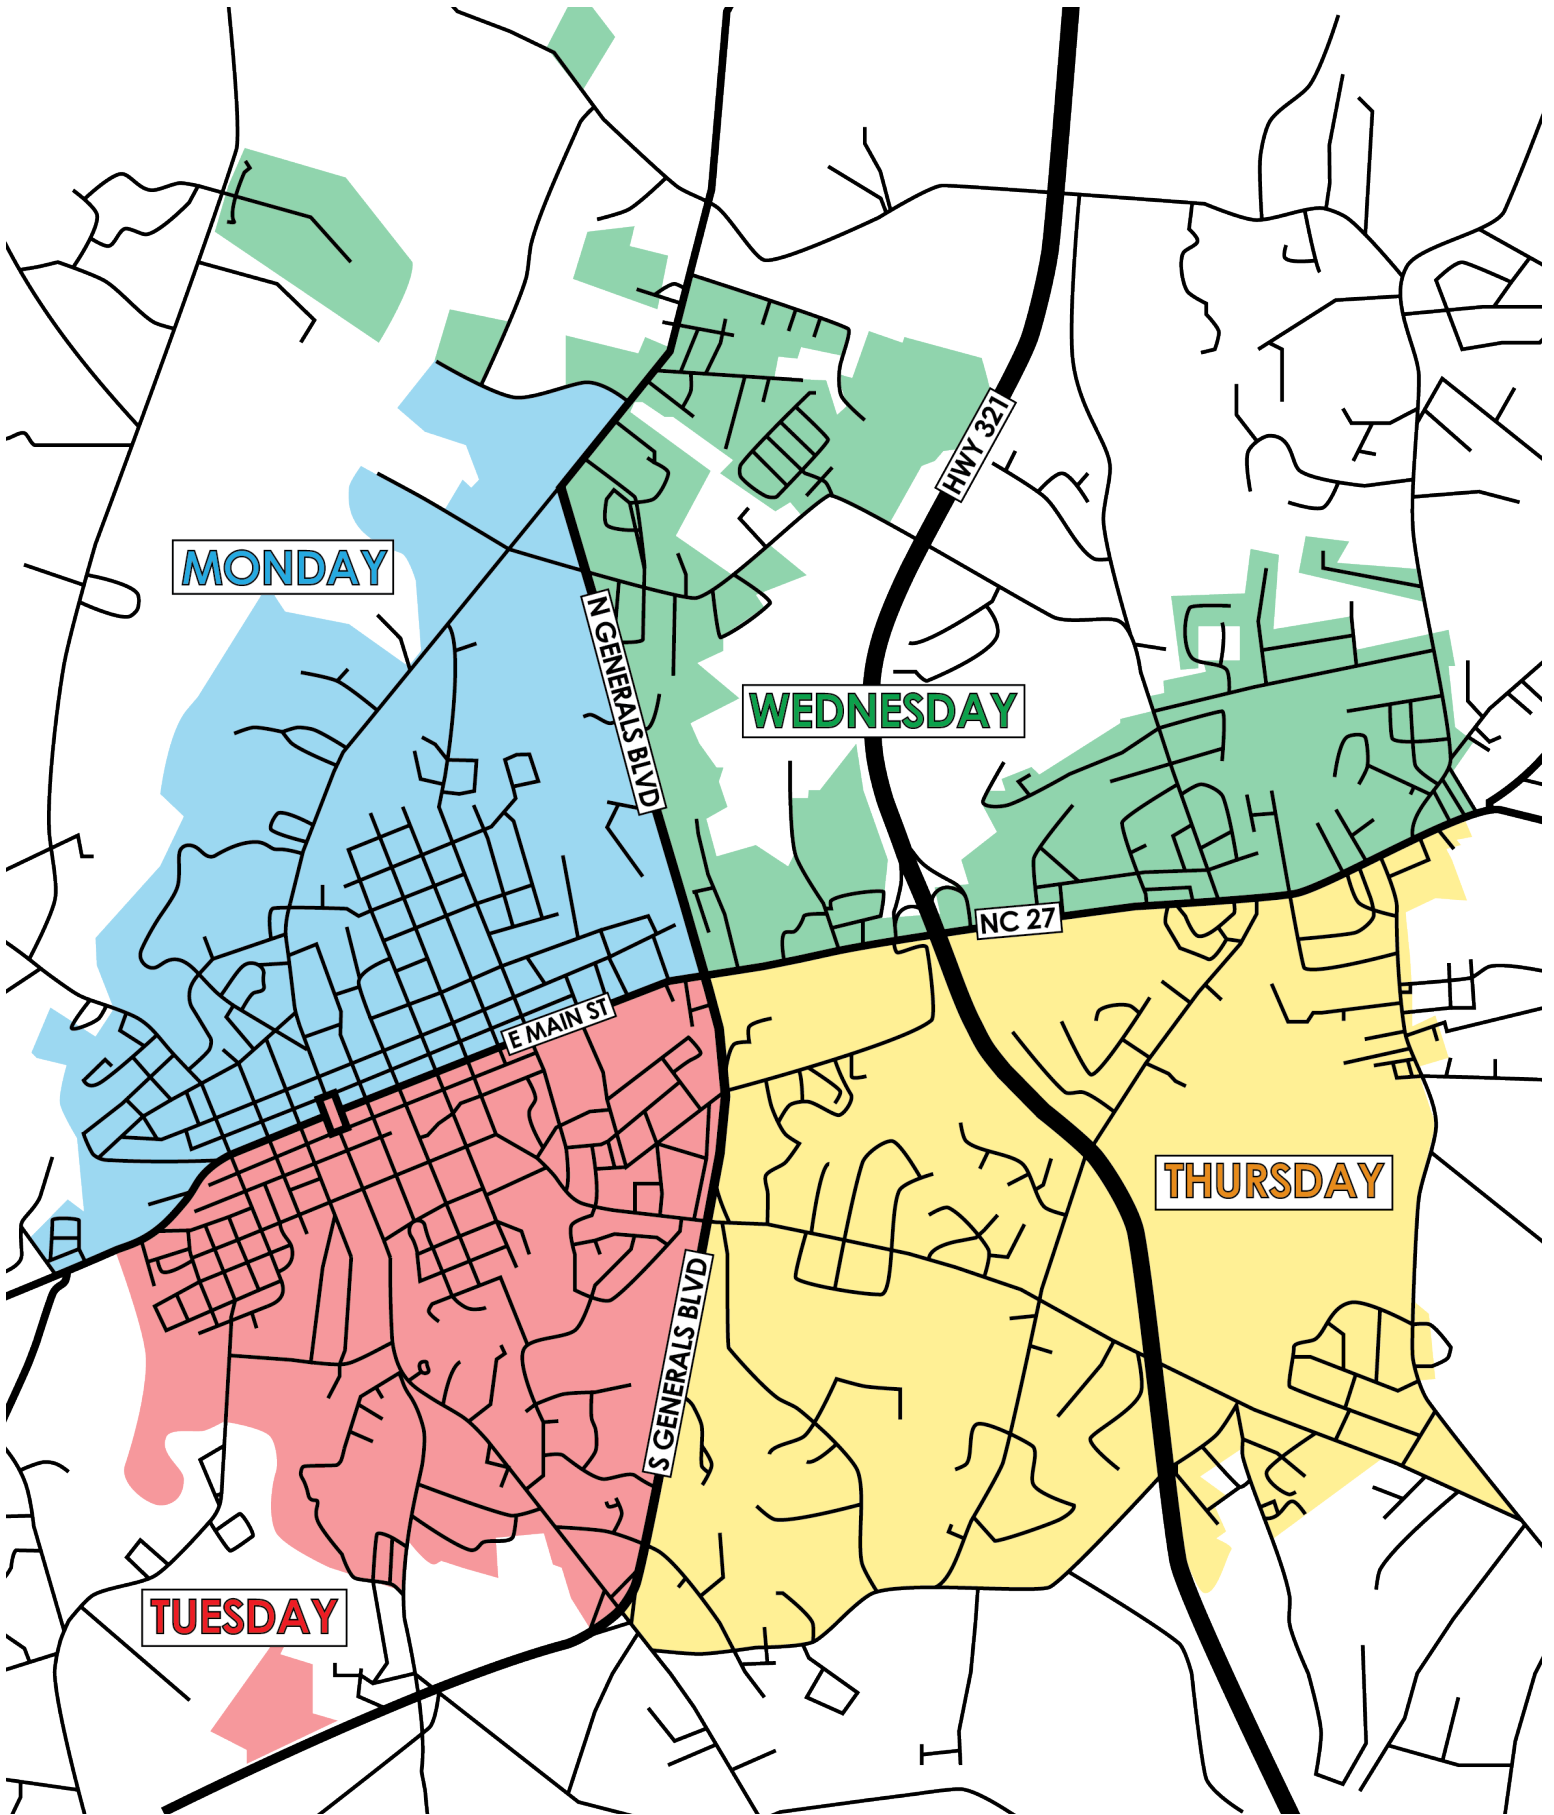 HWY 321
MONDAY
N GENERALS BLVD
WEDNESDAY
NC 27
E MAIN ST
THURSDAY
S GENERALS BLVD
TUESDAY